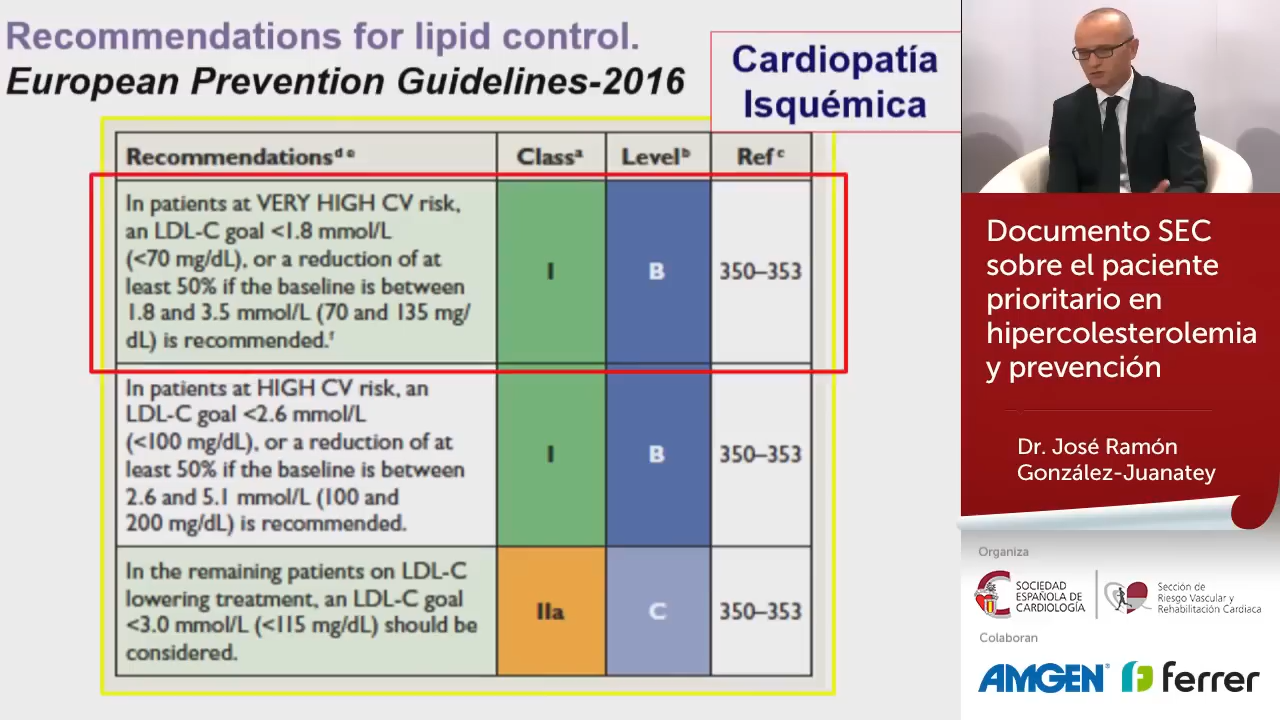 Recommendations for lipid control.
European Prevention Guidelines-2016
Cardiopatía
Isquémica
Recommendations^d e Class^a Level^b Ref^c
In patients at VERY HIGH CV risk,
an LDL-C goal <1.8 mmol/L
(<70 mg/dL), or a reduction of at
least 50% if the baseline is between
1.8 and 3.5 mmol/L (70 and 135 mg/
dL) is recommended.^f
I B 350–353
In patients at HIGH CV risk, an
LDL-C goal <2.6 mmol/L
(<100 mg/dL), or a reduction of at
least 50% if the baseline is between
2.6 and 5.1 mmol/L (100 and
200 mg/dL) is recommended.
I B 350–353
In the remaining patients on LDL-C
lowering treatment, an LDL-C goal
<3.0 mmol/L (<115 mg/dL) should be
considered.
IIa C 350–353
Documento SEC
sobre el paciente
prioritario en
hipercolesterolemia
y prevención
Dr. José Ramón
González-Juanatey
Organiza
SOCIEDAD
ESPAÑOLA DE
CARDIOLOGÍA
Sección de
Riesgo Vascular y
Rehabilitación Cardiaca
Colaboran
AMGEN®
ferrer